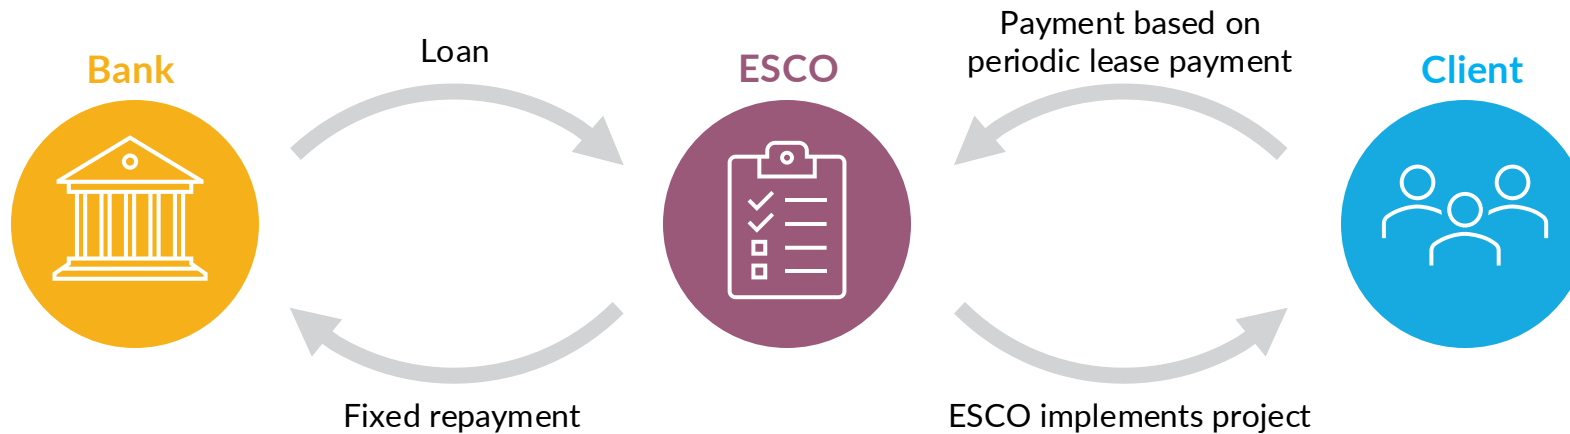 Bank
Loan
ESCO
Payment based on
periodic lease payment
Client
Fixed repayment
ESCO implements project